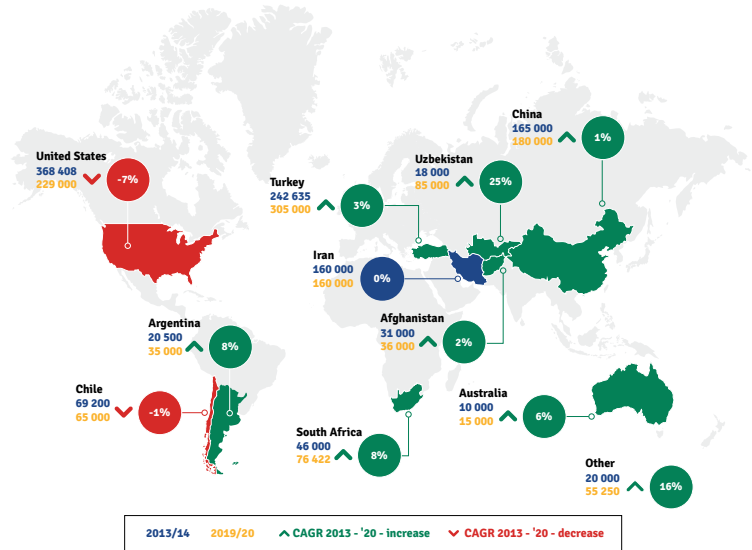 China
165 000
180 000
1%
United States
368 408
229 000
-7%
Uzbekistan
18 000
85 000
25%
Turkey
242 635
305 000
3%
Iran
160 000
160 000
0%
Afghanistan
31 000
36 000
2%
Argentina
20 500
35 000
8%
Chile
69 200
65 000
-1%
Australia
10 000
15 000
6%
South Africa
46 000
76 422
8%
Other
20 000
55 250
16%
2013/14 2019/20 CAGR 2013 - '20 - increase CAGR 2013 - '20 - decrease